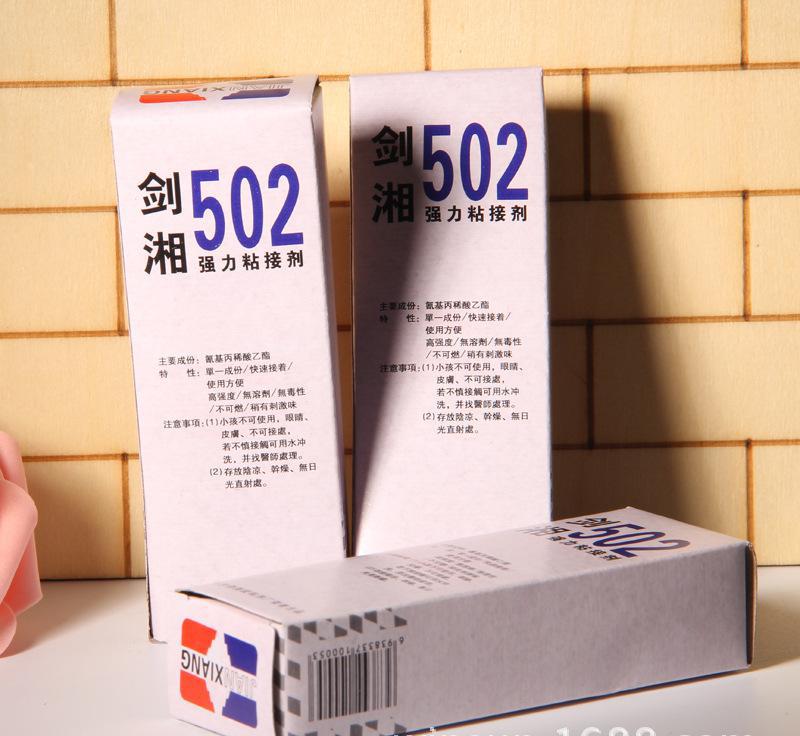 JIANXIANG
剑湘
502
强力粘接剂
主要成份：氰基丙稀酸乙酯
特　性：單一成份/快速接着/
使用方便
高强度/無溶劑/無毒性
/不可燃/稍有刺激味
注意事項：(1)小孩不可使用，眼睛、
皮膚、不可接處，
若不慎接觸可用水冲
洗，并找醫師處理。
(2)存放陰凉、幹燥、無日
光直射處。
剑湘
502
强力粘接剂
主要成份：氰基丙稀酸乙酯
特　性：單一成份/快速接着/
使用方便
高强度/無溶劑/無毒性
/不可燃/稍有刺激味
注意事項：(1)小孩不可使用，眼睛、
皮膚、不可接處，
若不慎接觸可用水冲
洗，并找醫師處理。
(2)存放陰凉、幹燥、無日
光直射處。
剑湘
502
强力粘接剂
JIANXIANG
6938337100053
1688.com